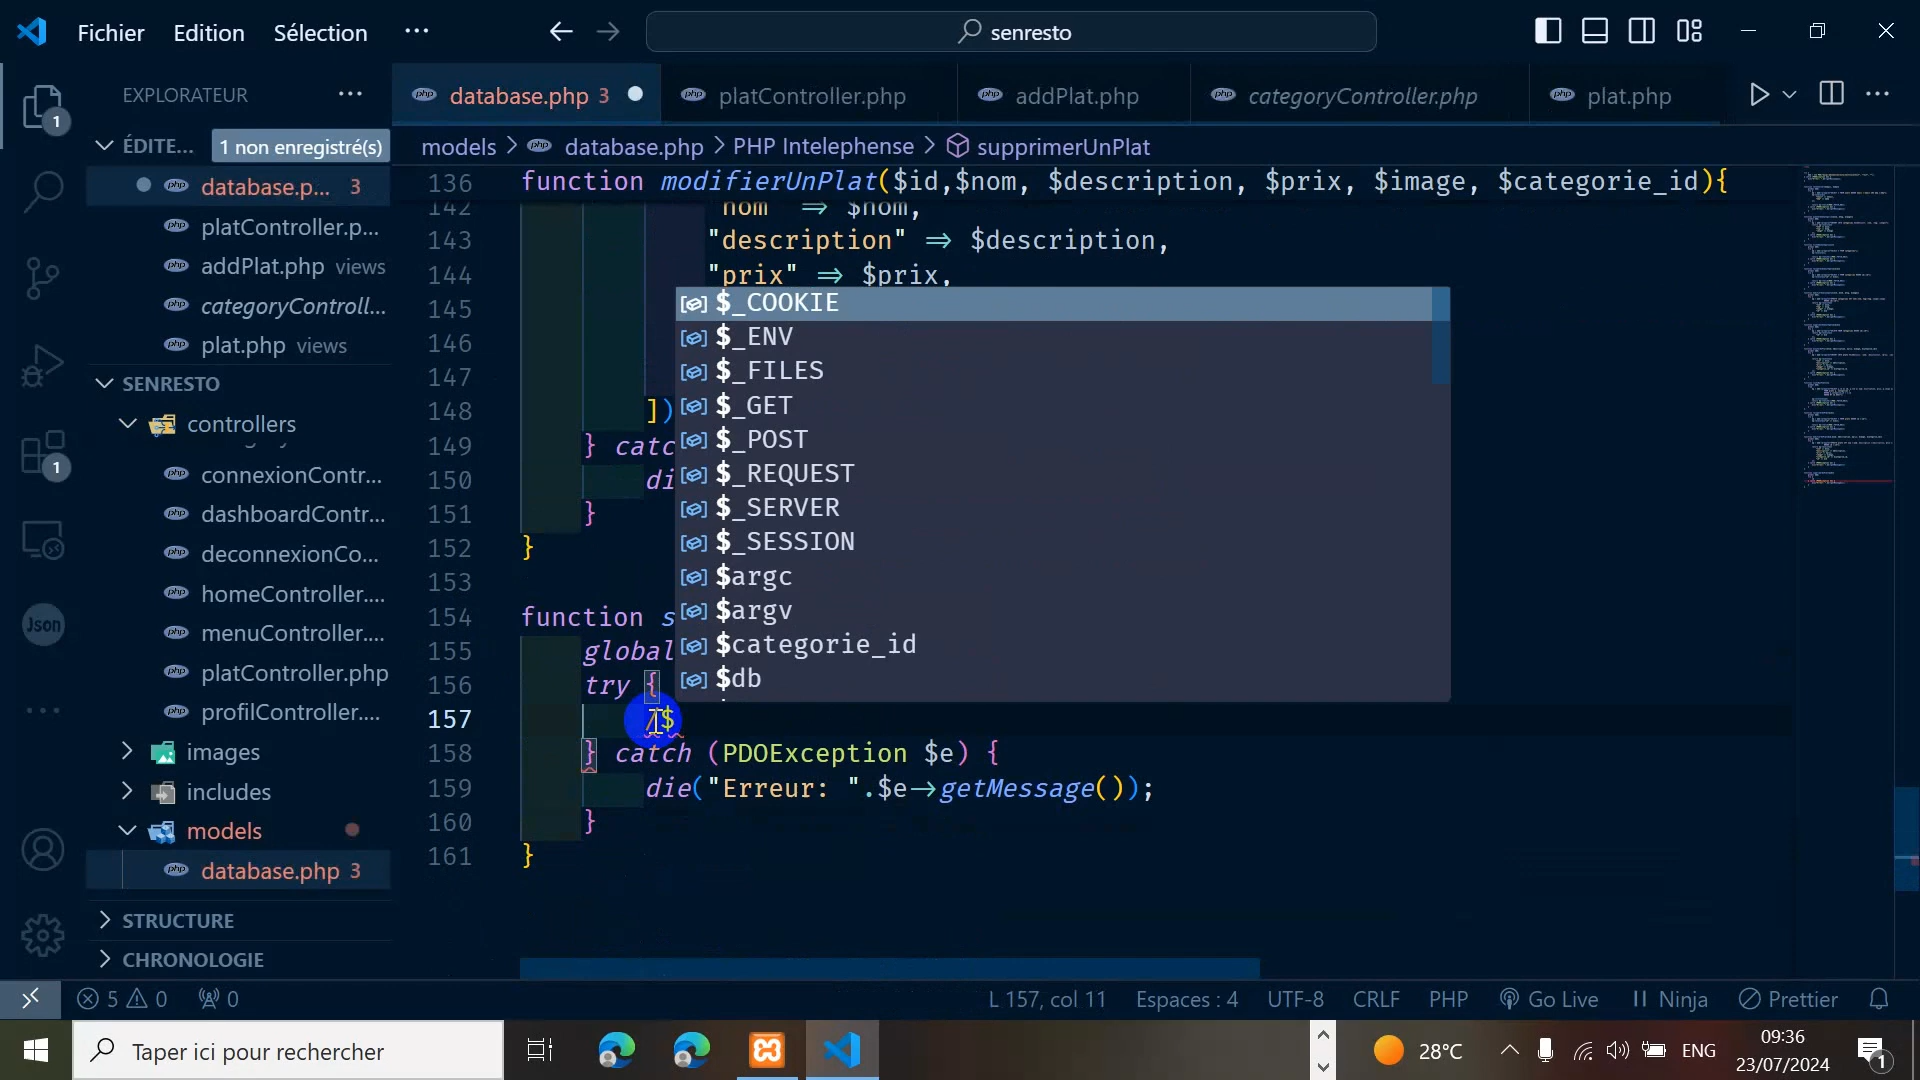 Fichier Edition Sélection ··· senresto
EXPLORATEUR ···
database.php 3 platController.php addPlat.php categoryController.php plat.php
ÉDITE... 1 non enregistré(s)
models > database.php > PHP Intelephense > supprimerUnPlat
database.p... 3
platController.p...
addPlat.php views
categoryControll...
plat.php views
SENRESTO
controllers
connexionContr...
dashboardContr...
deconnexionCo...
homeController....
menuController....
platController.php
profilController....
images
includes
models
database.php 3
STRUCTURE
CHRONOLOGIE
136 function modifierUnPlat($id,$nom, $description, $prix, $image, $categorie_id){
142 "nom" => $nom,
143 "description" => $description,
144 "prix" => $prix,
145
146
147
148 ])
149 } catc
150 di
151 }
152 }
153
154 function s
155 global
156 try {
157 /$
158 } catch (PDOException $e) {
159 die("Erreur: ".$e->getMessage());
160 }
161 }
$_COOKIE
$_ENV
$_FILES
$_GET
$_POST
$_REQUEST
$_SERVER
$_SESSION
$argc
$argv
$categorie_id
$db
1
1
Json
5 0 0 L 157, col 11 Espaces : 4 UTF-8 CRLF PHP Go Live Ninja Prettier
Taper ici pour rechercher 28°C ENG 09:36
23/07/2024
1